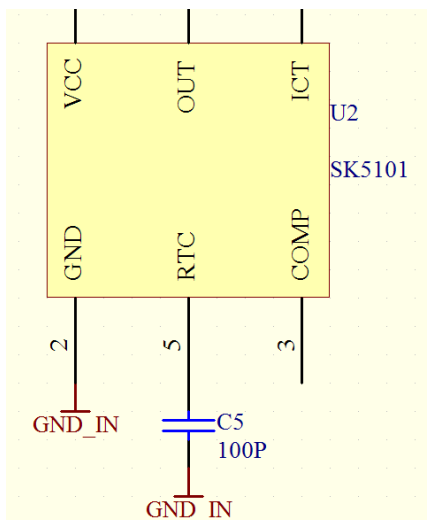 VCC
OUT
ICT
U2
SK5101
GND
RTC
COMP
2
5
3
GND_IN
C5
100P
GND_IN